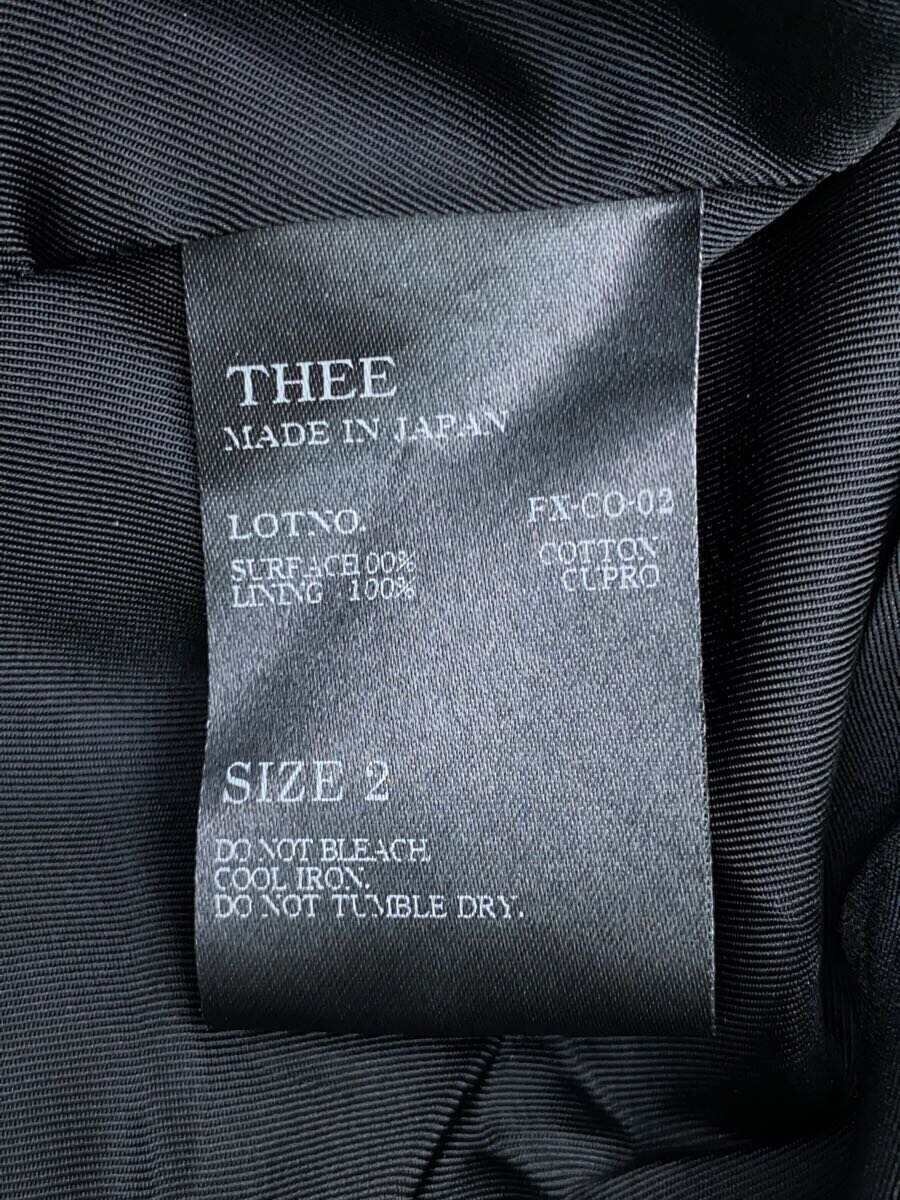 THEE
MADE IN JAPAN
LOTNO. FX-CO-02
SURFACE100% COTTON
LINING 100% CUPRO
SIZE 2
DO NOT BLEACH.
COOL IRON.
DO NOT TUMBLE DRY.